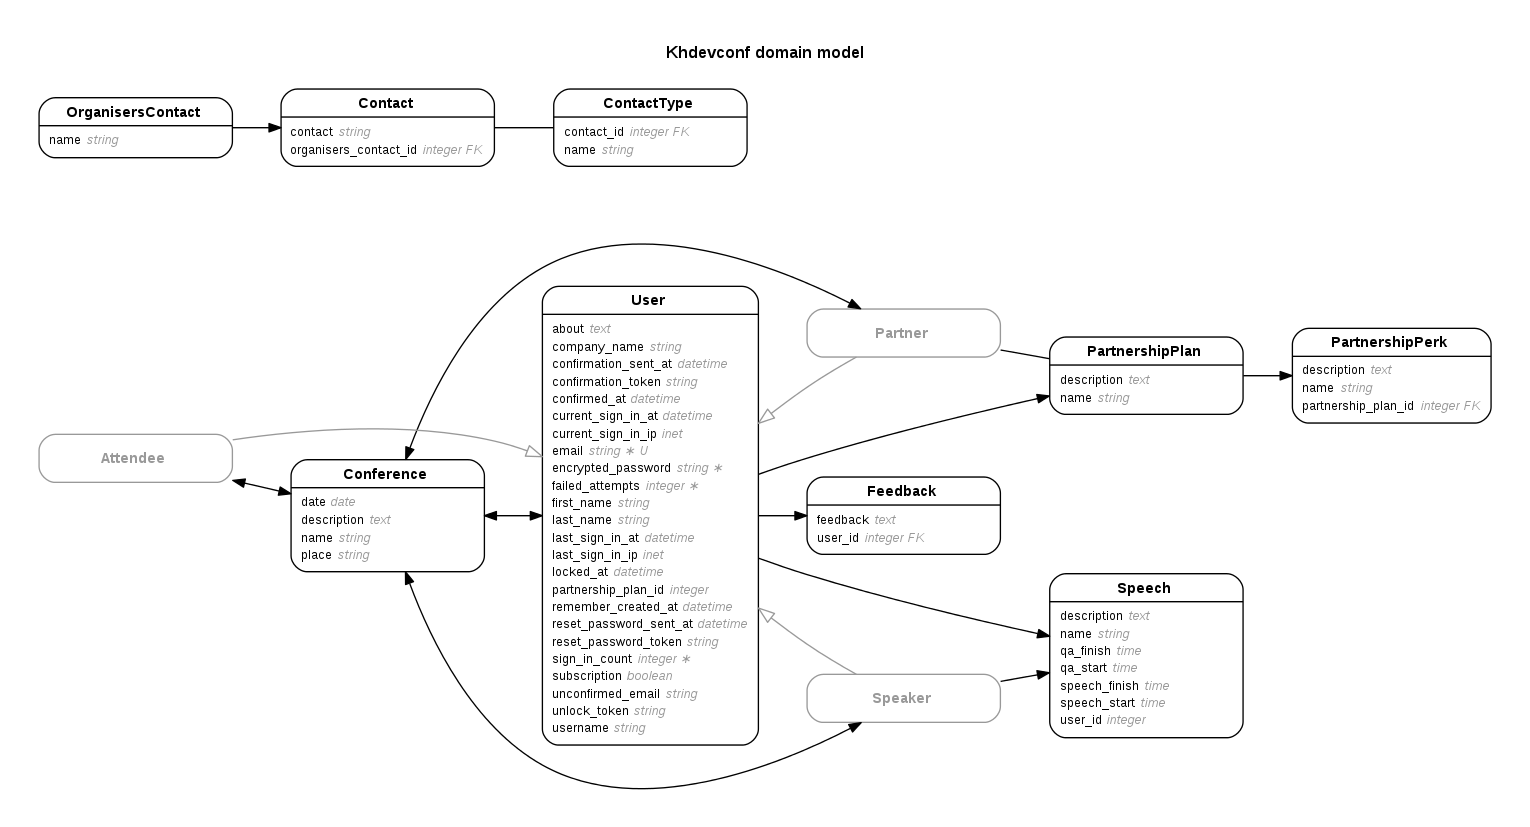 Khdevconf domain model
OrganisersContact
name string
Contact
contact string
organisers_contact_id integer FK
ContactType
contact_id integer FK
name string
Attendee
Conference
date date
description text
name string
place string
User
about text
company_name string
confirmation_sent_at datetime
confirmation_token string
confirmed_at datetime
current_sign_in_at datetime
current_sign_in_ip inet
email string ∗ U
encrypted_password string ∗
failed_attempts integer ∗
first_name string
last_name string
last_sign_in_at datetime
last_sign_in_ip inet
locked_at datetime
partnership_plan_id integer
remember_created_at datetime
reset_password_sent_at datetime
reset_password_token string
sign_in_count integer ∗
subscription boolean
unconfirmed_email string
unlock_token string
username string
Partner
PartnershipPlan
description text
name string
PartnershipPerk
description text
name string
partnership_plan_id integer FK
Feedback
feedback text
user_id integer FK
Speaker
Speech
description text
name string
qa_finish time
qa_start time
speech_finish time
speech_start time
user_id integer